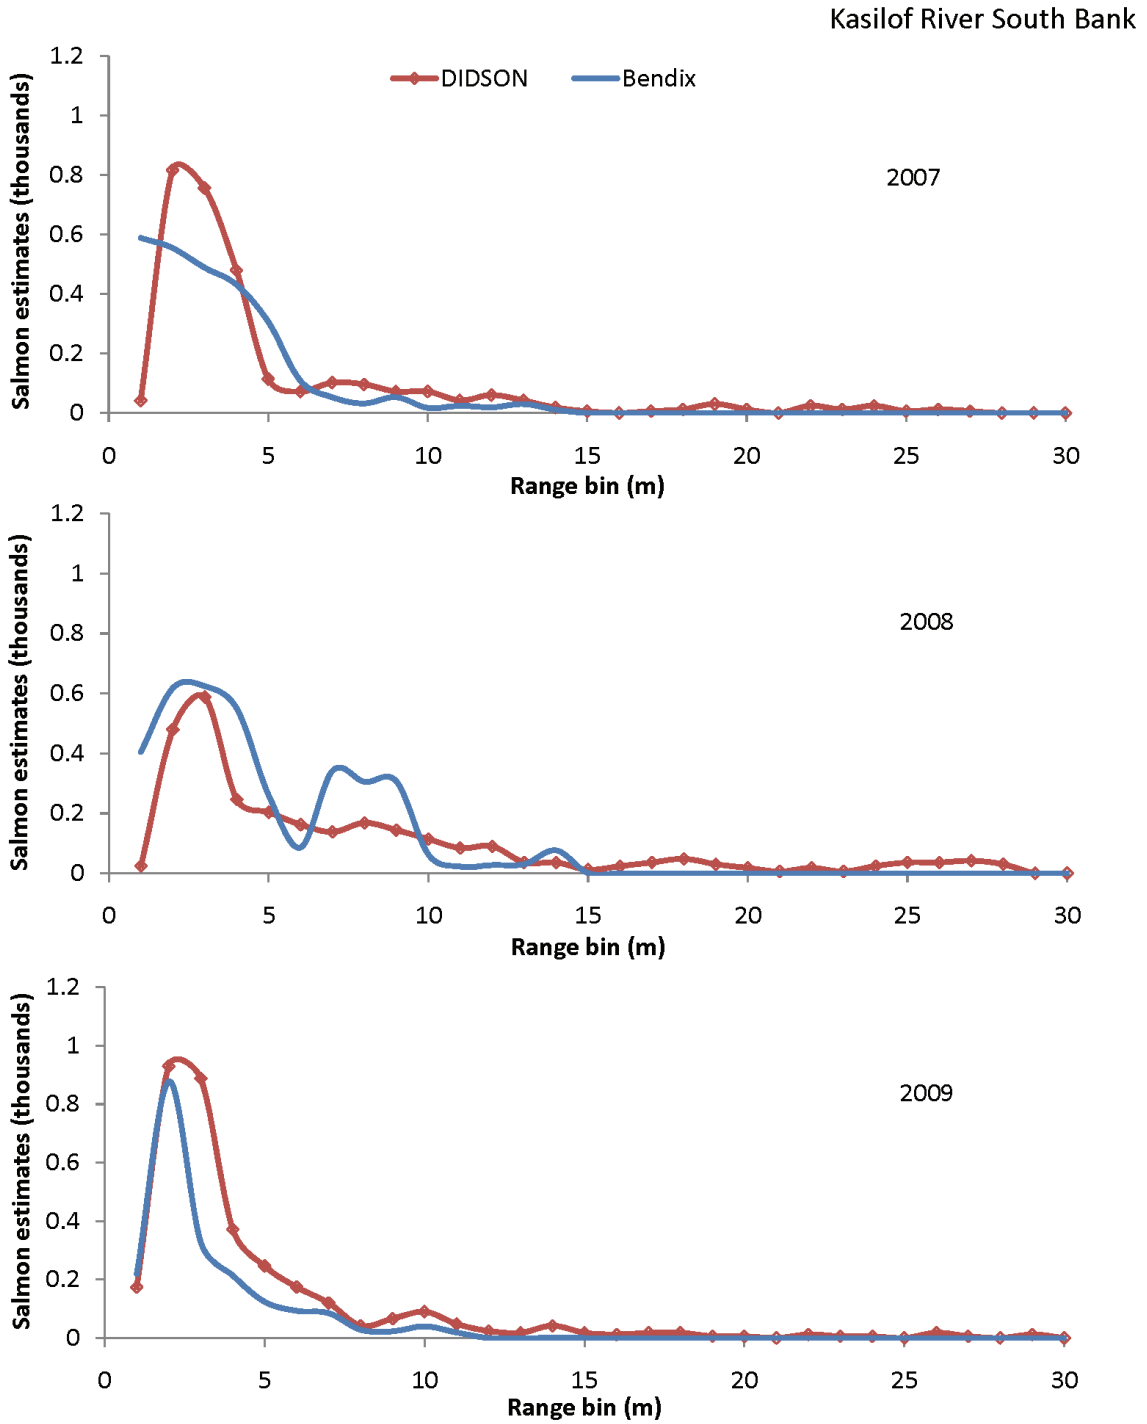 Kasilof River South Bank
DIDSON
Bendix
2007
Salmon estimates (thousands)
1.2
1
0.8
0.6
0.4
0.2
0
0 5 10 15 20 25 30
Range bin (m)
2008
Salmon estimates (thousands)
1.2
1
0.8
0.6
0.4
0.2
0
0 5 10 15 20 25 30
Range bin (m)
2009
Salmon estimates (thousands)
1.2
1
0.8
0.6
0.4
0.2
0
0 5 10 15 20 25 30
Range bin (m)